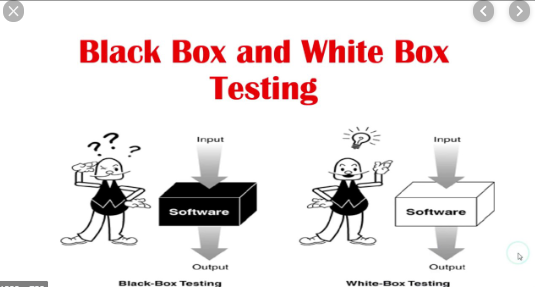 Black Box and White Box
Testing
? ? ?
Input
Input
Software
Software
Output
Output
Black-Box Testing
White-Box Testing